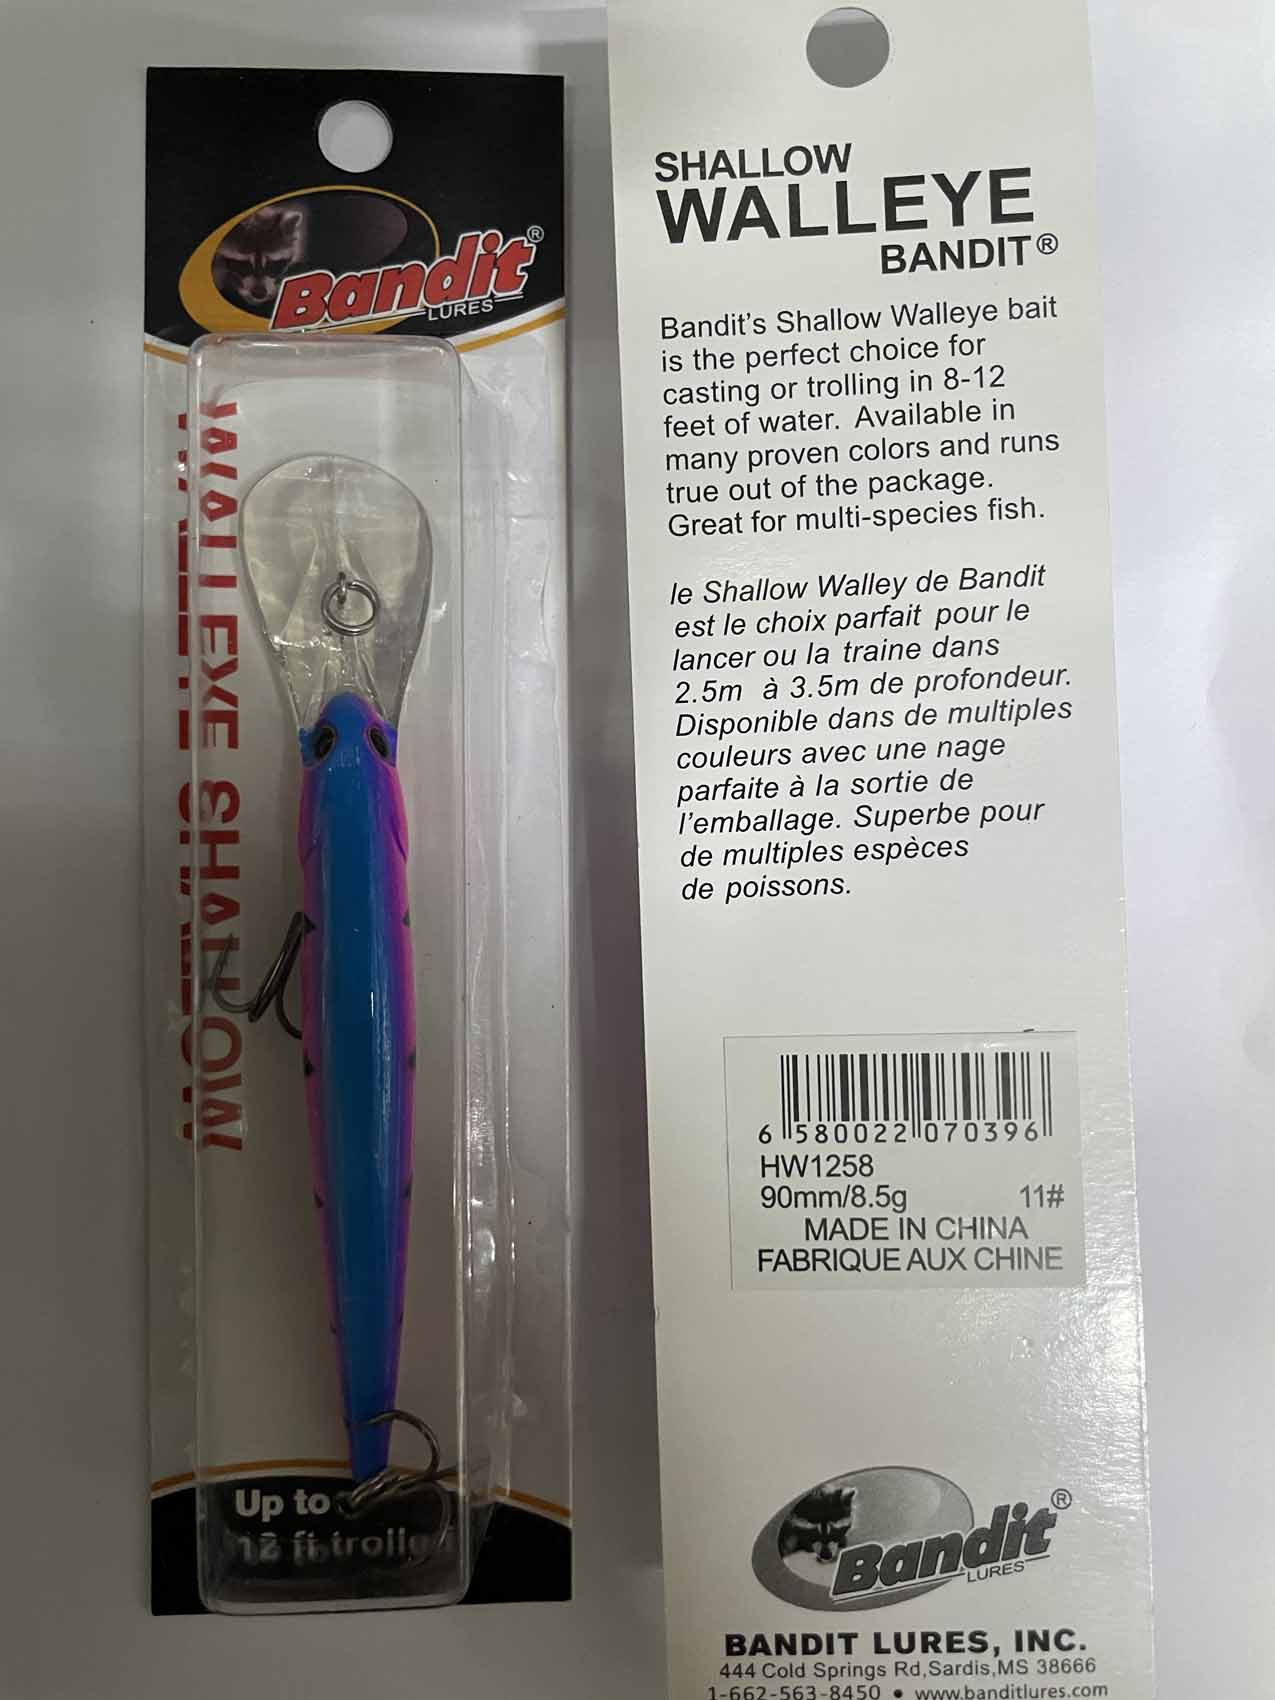 Bandit®
LURES
WALLEYE SHALLOW
Up to
12 ft trolled
SHALLOW
WALLEYE
BANDIT®
Bandit's Shallow Walleye bait
is the perfect choice for
casting or trolling in 8-12
feet of water. Available in
many proven colors and runs
true out of the package.
Great for multi-species fish.
le Shallow Walley de Bandit
est le choix parfait pour le
lancer ou la traine dans
2.5m à 3.5m de profondeur.
Disponible dans de multiples
couleurs avec une nage
parfaite à la sortie de
l'emballage. Superbe pour
de multiples espèces
de poissons.
6 580022 070396
HW1258
90mm/8.5g 11#
MADE IN CHINA
FABRIQUE AUX CHINE
Bandit®
LURES
BANDIT LURES, INC.
444 Cold Springs Rd,Sardis,MS 38666
1-662-563-8450 • www.banditlures.com